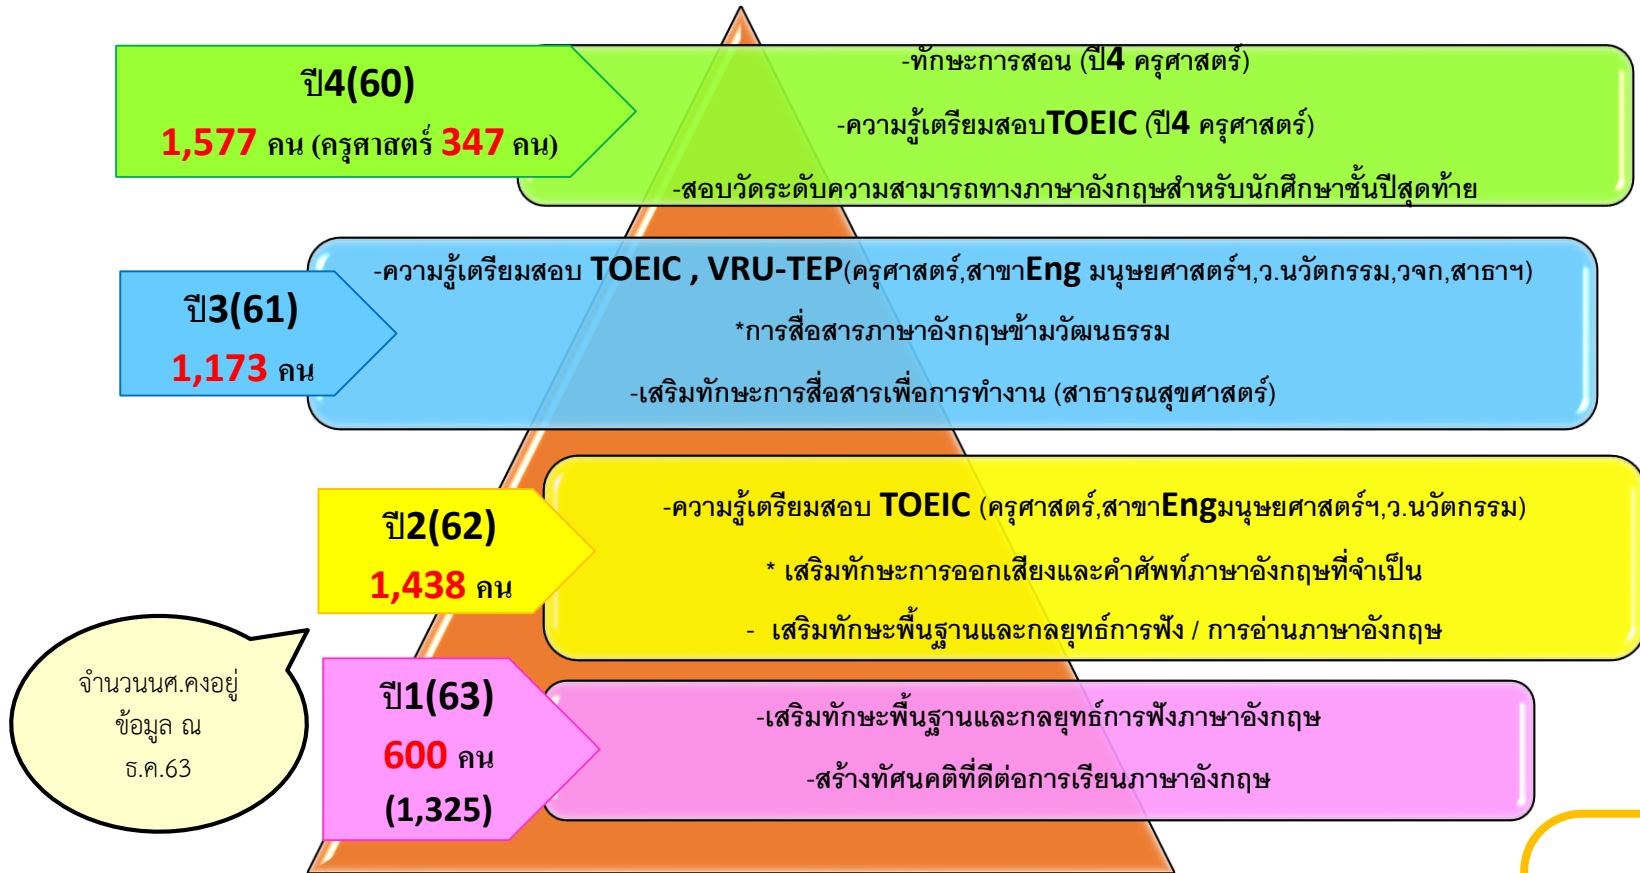 ปี4(60)
1,577 คน (ครุศาสตร์ 347 คน)
-ทักษะการสอน (ปี4 ครุศาสตร์)
-ความรู้เตรียมสอบTOEIC (ปี4 ครุศาสตร์)
-สอบวัดระดับความสามารถทางภาษาอังกฤษสำหรับนักศึกษาชั้นปีสุดท้าย
ปี3(61)
1,173 คน
-ความรู้เตรียมสอบ TOEIC , VRU-TEP(ครุศาสตร์,สาขาEng มนุษยศาสตร์ฯ,ว.นวัตกรรม,วจก,สาธาฯ)
*การสื่อสารภาษาอังกฤษข้ามวัฒนธรรม
-เสริมทักษะการสื่อสารเพื่อการทำงาน (สาธารณสุขศาสตร์)
ปี2(62)
1,438 คน
-ความรู้เตรียมสอบ TOEIC (ครุศาสตร์,สาขาEngมนุษยศาสตร์ฯ,ว.นวัตกรรม)
* เสริมทักษะการออกเสียงและคำศัพท์ภาษาอังกฤษที่จำเป็น
- เสริมทักษะพื้นฐานและกลยุทธ์การฟัง / การอ่านภาษาอังกฤษ
จำนวนนศ.คงอยู่
ข้อมูล ณ
ธ.ค.63
ปี1(63)
600 คน
(1,325)
-เสริมทักษะพื้นฐานและกลยุทธ์การฟังภาษาอังกฤษ
-สร้างทัศนคติที่ดีต่อการเรียนภาษาอังกฤษ